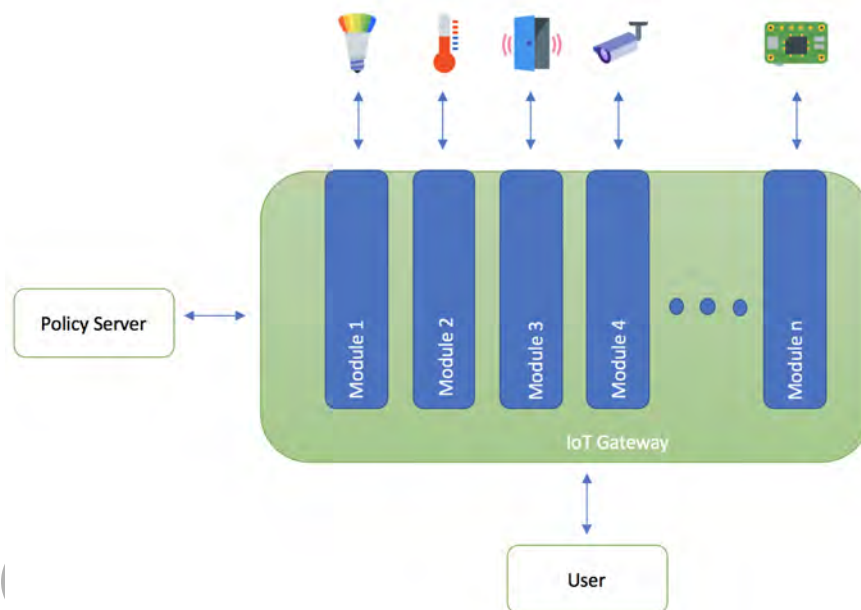 Policy Server
Module 1
Module 2
Module 3
Module 4
Module n
IoT Gateway
User